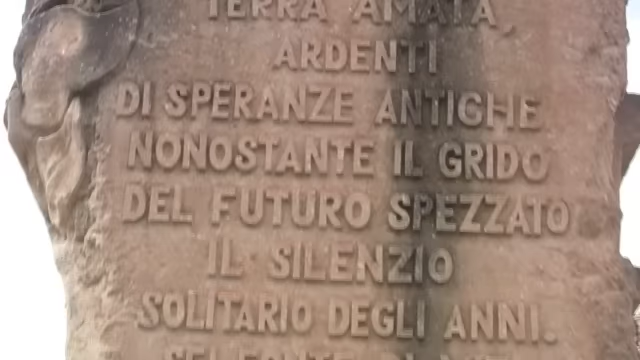 TERRA AMATA,
ARDENTI
DI SPERANZE ANTICHE
NONOSTANTE IL GRIDO
DEL FUTURO SPEZZATO
IL SILENZIO
SOLITARIO DEGLI ANNI.